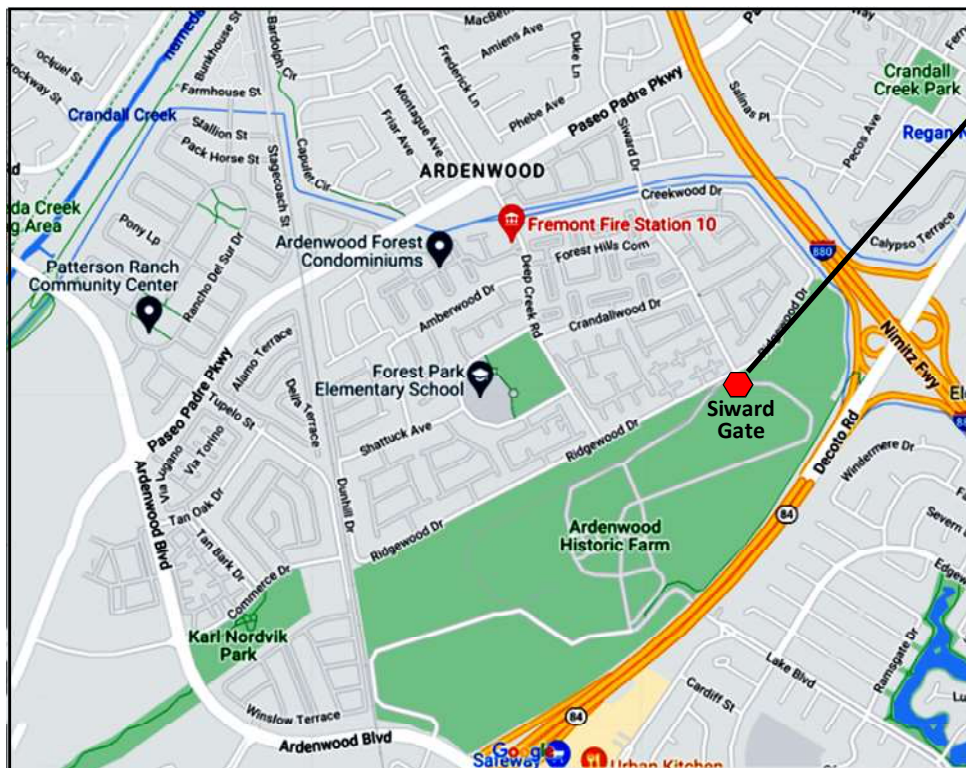 MacBeth
Amiens Ave
Duke Ln
Bunkhouse St
Bardolph Cir
Frederick Ln
Phebe Ave
Paseo Padre Pkwy
Salinas Pl
Crandall
Creek Park
Pecos Ave
Farmhouse St
Crandall Creek
Stallion St
Pack Horse St
Stagecoach St
Capulet Cir
Friar Ave
Montague Ave
Siward Dr
Regan
ARDENWOOD
Creekwood Dr
Fremont Fire Station 10
Calypso Terrace
880
Pony Lp
Rancho Del Sur Dr
Ardenwood Forest
Condominiums
Forest Hills Com
Deep Creek Rd
Patterson Ranch
Community Center
Amberwood Dr
Crandallwood Dr
Ridgewood Dr
Nimitz Fwy
Alamo Terrace
Forest Park
Elementary School
Siward
Gate
Paseo Padre Pkwy
Tupelo St
Deira Terrace
Shattuck Ave
Ridgewood Dr
Decoto Rd
Via Lugano
Via Torino
Windermere Dr
Ardenwood Blvd
Tan Oak Dr
Tan Bark Dr
Dunhill Dr
Ridgewood Dr
84
Severn
Ardenwood
Historic Farm
Commerce Dr
Karl Nordvik
Park
Ramsgate Dr
Lake Blvd
Cardiff St
Winslow Terrace
84
Ardenwood Blvd
Google
Safeway
Urban Kitchen